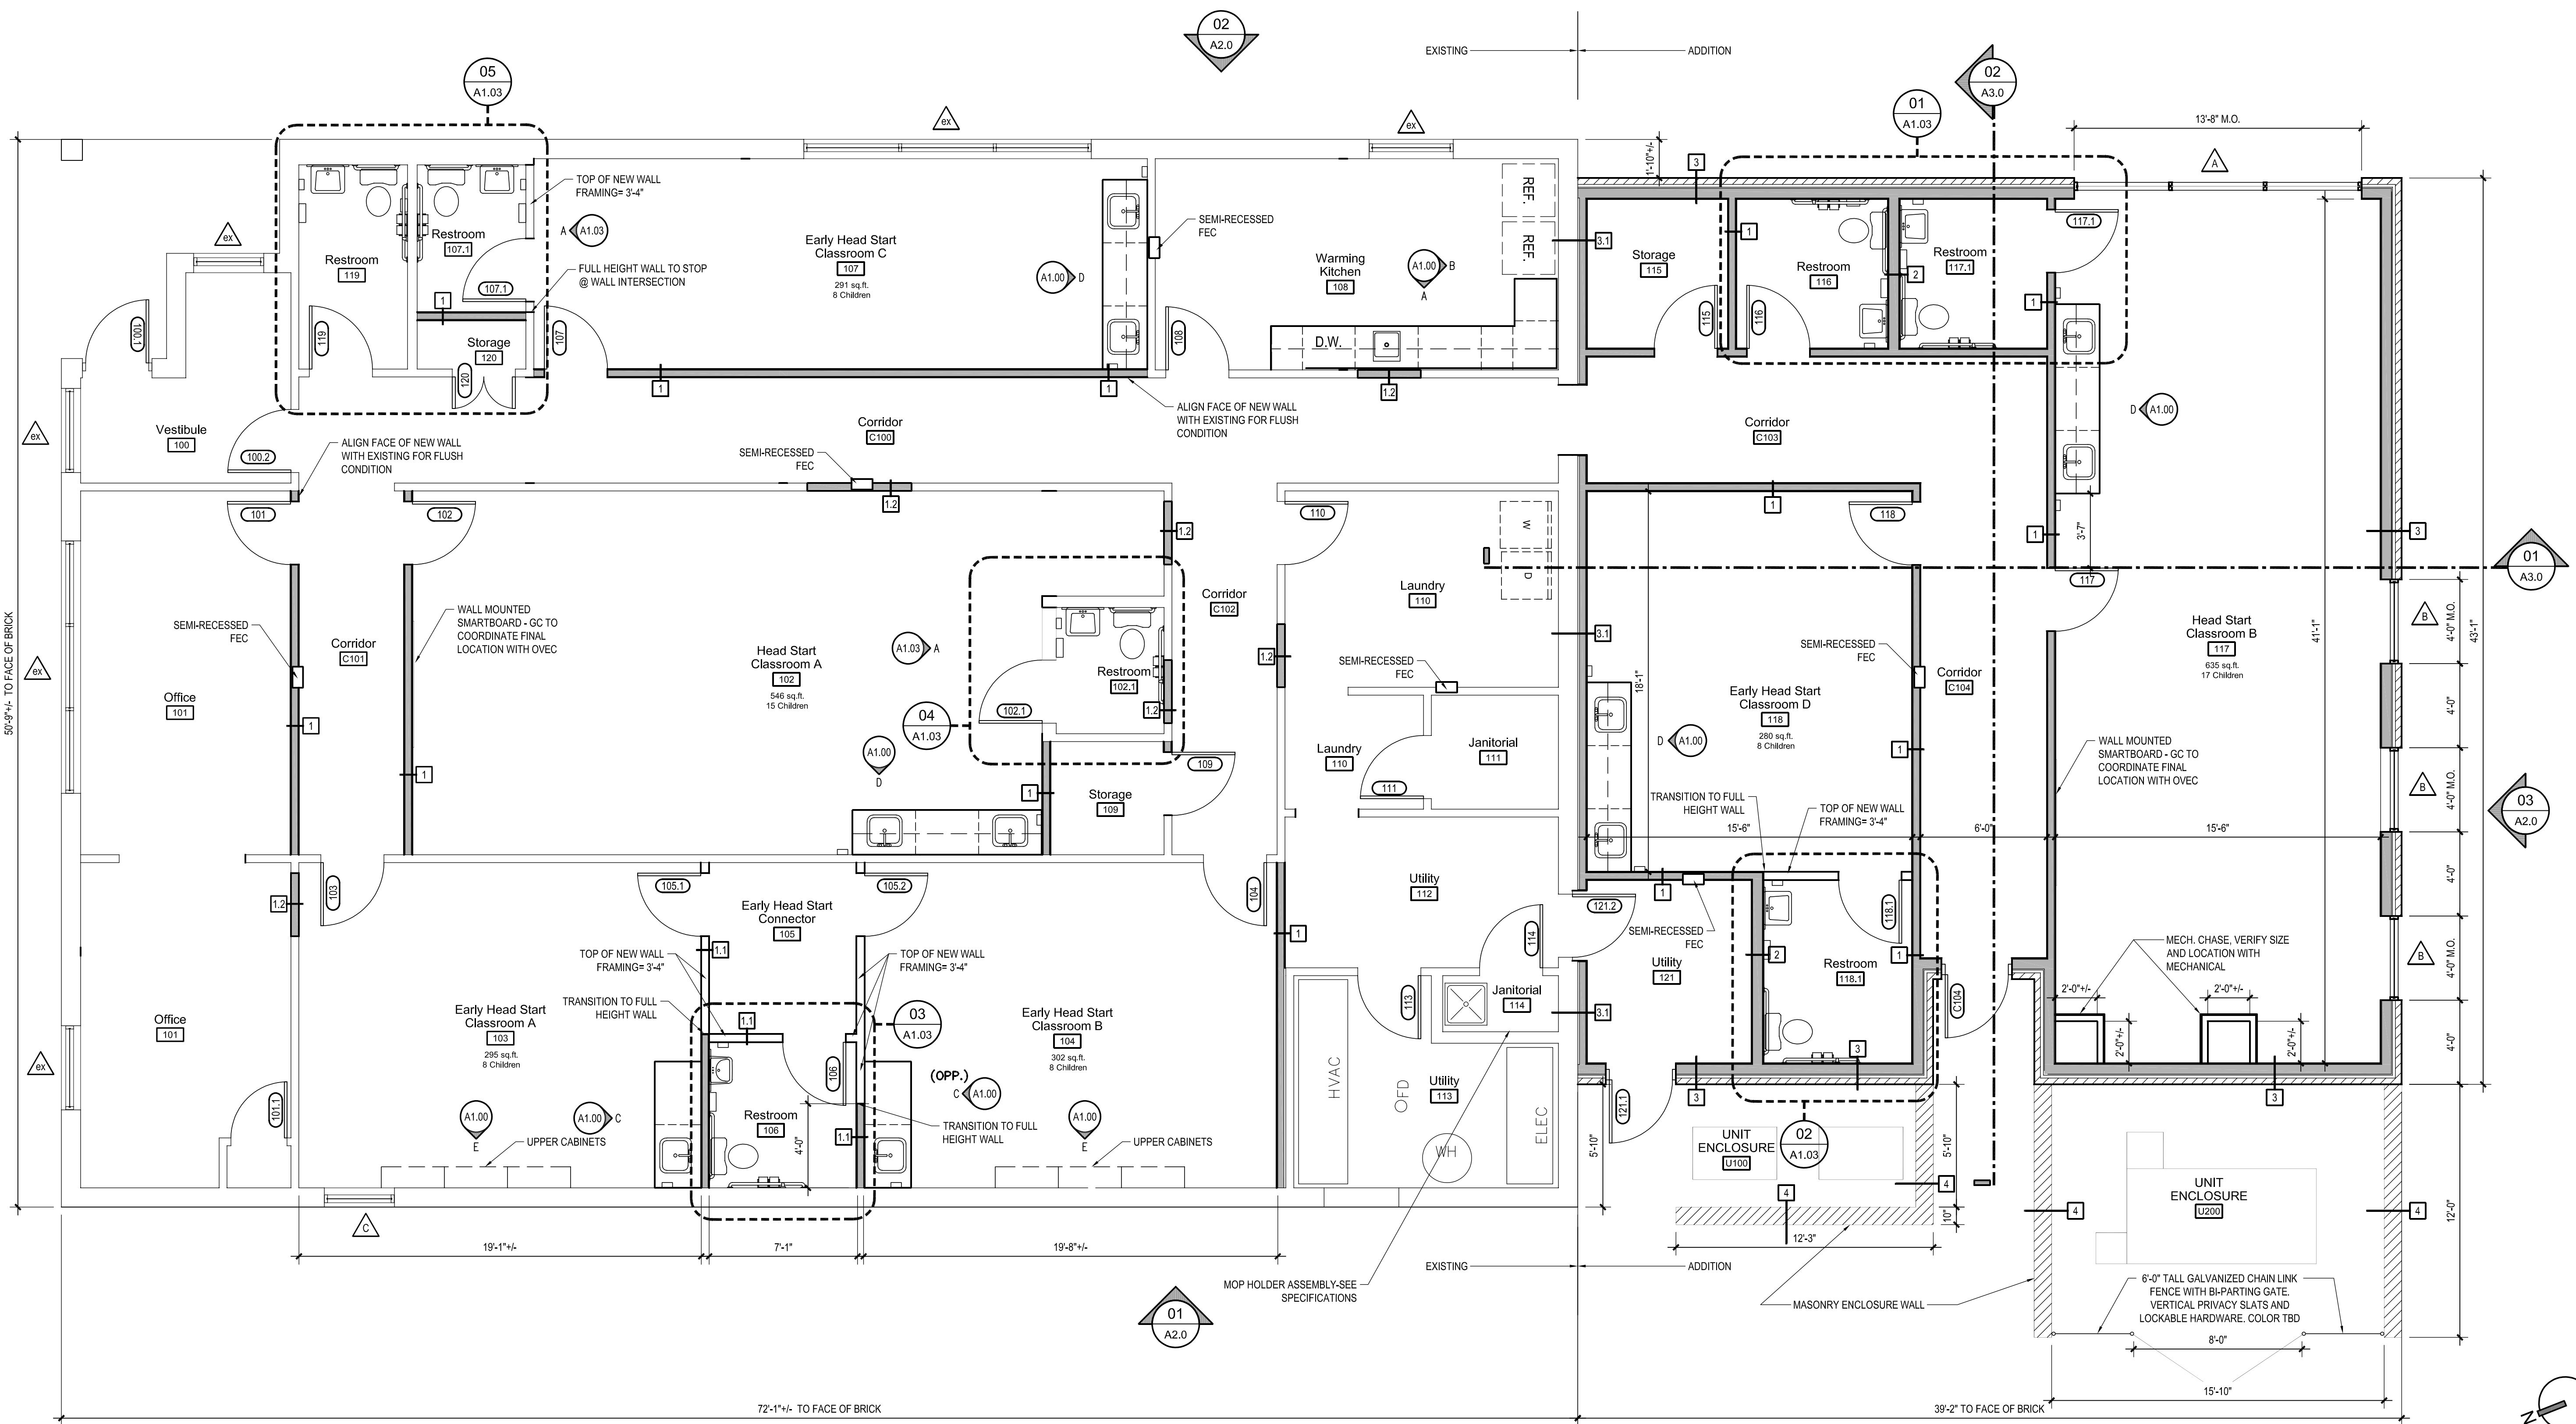 02
A2.0
EXISTING
ADDITION
02
A3.0
05
A1.03
01
A1.03
13'-8" M.O.
ex
ex
A
1'-10"+/-
3
TOP OF NEW WALL
FRAMING= 3'-4"
A
A1.03
Restroom
107.1
Restroom
119
ex
FULL HEIGHT WALL TO STOP
@ WALL INTERSECTION
107.1
1
Early Head Start
Classroom C
107
291 sq.ft.
8 Children
A1.00
D
SEMI-RECESSED
FEC
Warming
Kitchen
108
A1.00
B
A
REF.
REF.
3.1
Storage
115
1
Restroom
116
2
Restroom
117.1
117.1
1
100.1
119
Storage
120
120
107
108
D.W.
115
116
1
1
1.2
ALIGN FACE OF NEW WALL
WITH EXISTING FOR FLUSH
CONDITION
ex
Vestibule
100
100.2
ALIGN FACE OF NEW WALL
WITH EXISTING FOR FLUSH
CONDITION
Corridor
C100
SEMI-RECESSED
FEC
1.2
Corridor
C103
D
A1.00
101
102
110
1
118
1
3'-7"
3
1.2
W
D
117
01
A3.0
50'-9"+/- TO FACE OF BRICK
SEMI-RECESSED
FEC
Corridor
C101
WALL MOUNTED
SMARTBOARD - GC TO
COORDINATE FINAL
LOCATION WITH OVEC
Head Start
Classroom A
102
546 sq.ft.
15 Children
A1.03
A
Restroom
102.1
102.1
1.2
Corridor
C102
1.2
Laundry
110
3.1
SEMI-RECESSED
FEC
18'-1"
Early Head Start
Classroom D
118
280 sq.ft.
8 Children
D
A1.00
SEMI-RECESSED
FEC
Corridor
C104
1
Head Start
Classroom B
117
635 sq.ft.
17 Children
41'-1"
43'-1"
B
4'-0" M.O.
4'-0"
B
4'-0" M.O.
4'-0"
B
4'-0" M.O.
4'-0"
ex
Office
101
1
1
04
A1.03
A1.00
D
109
Storage
109
1
Laundry
110
Janitorial
111
111
TRANSITION TO FULL
HEIGHT WALL
TOP OF NEW WALL
FRAMING= 3'-4"
15'-6"
6'-0"
15'-6"
WALL MOUNTED
SMARTBOARD - GC TO
COORDINATE FINAL
LOCATION WITH OVEC
03
A2.0
1.2
103
105.1
105.2
Early Head Start
Connector
105
1.1
104
1
Utility
112
1
121.2
SEMI-RECESSED
FEC
118.1
114
TOP OF NEW WALL
FRAMING= 3'-4"
TOP OF NEW WALL
FRAMING= 3'-4"
Utility
121
2
Restroom
118.1
1
MECH. CHASE, VERIFY SIZE
AND LOCATION WITH
MECHANICAL
Early Head Start
Classroom A
103
295 sq.ft.
8 Children
TRANSITION TO FULL
HEIGHT WALL
1.1
03
A1.03
Early Head Start
Classroom B
104
302 sq.ft.
8 Children
113
Janitorial
114
3.1
C104
2'-0"+/-
2'-0"+/-
2'-0"+/-
2'-0"+/-
Office
101
ex
101.1
106
(OPP.)
C
A1.00
HVAC
OFD
Utility
113
ELEC
WH
3
3
3
121.1
A1.00
E
A1.00
C
UPPER CABINETS
Restroom
106
4'-0"
1.1
TRANSITION TO FULL
HEIGHT WALL
A1.00
E
UPPER CABINETS
5'-10"
UNIT
ENCLOSURE
U100
02
A1.03
5'-10"
4
4
10"
UNIT
ENCLOSURE
U200
4
4
12'-0"
C
19'-1"+/-
7'-1"
19'-8"+/-
12'-3"
EXISTING
ADDITION
MOP HOLDER ASSEMBLY-SEE
SPECIFICATIONS
MASONRY ENCLOSURE WALL
6'-0" TALL GALVANIZED CHAIN LINK
FENCE WITH BI-PARTING GATE.
VERTICAL PRIVACY SLATS AND
LOCKABLE HARDWARE. COLOR TBD
8'-0"
01
A2.0
15'-10"
72'-1"+/- TO FACE OF BRICK
39'-2" TO FACE OF BRICK
N